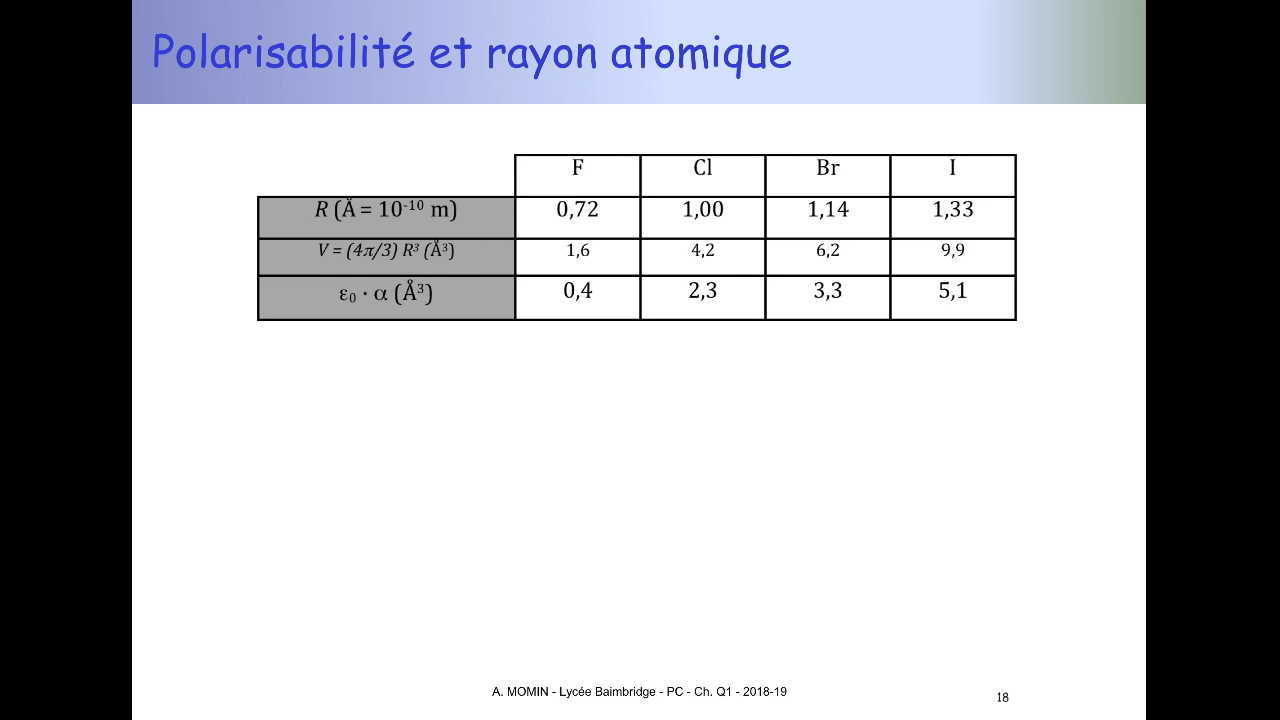 Polarisabilité et rayon atomique
F Cl Br I
R (Å = 10⁻¹⁰ m) 0,72 1,00 1,14 1,33
V = (4π/3) R³ (Å³) 1,6 4,2 6,2 9,9
ε₀ · α (Å³) 0,4 2,3 3,3 5,1
A. MOMIN - Lycée Baimbridge - PC - Ch. Q1 - 2018-19
18